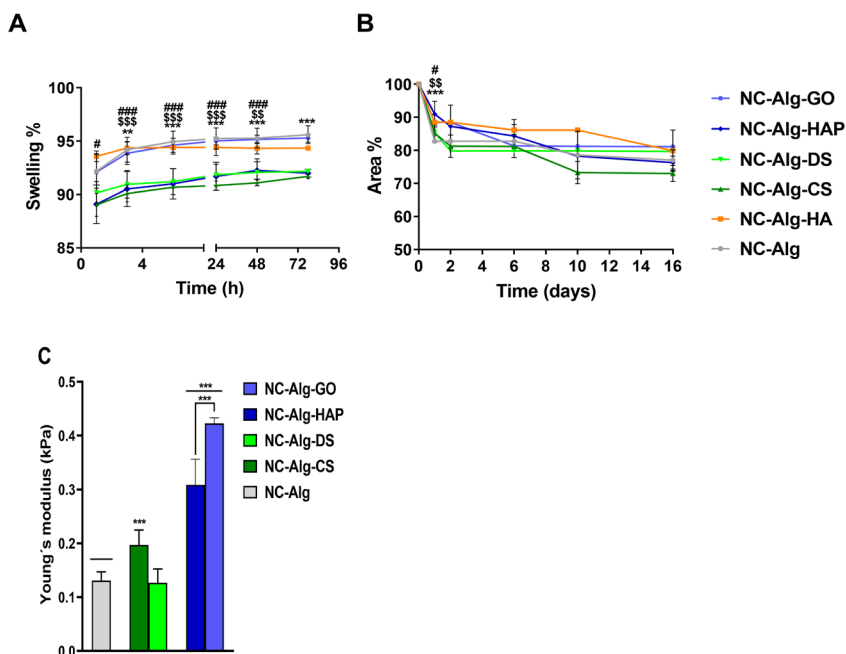 A
Swelling %
100
95
90
85
#
###
$$$
**
###
$$$
***
###
$$$
***
###
$$
***
***
0
4
24
48
72
96
Time (h)
B
Area %
100
90
80
70
60
50
#
$$
***
0
2
4
6
8
10
12
14
16
Time (days)
NC-Alg-GO
NC-Alg-HAP
NC-Alg-DS
NC-Alg-CS
NC-Alg-HA
NC-Alg
C
Young´s modulus (kPa)
0.5
0.4
0.3
0.2
0.1
0.0
***
***
***
NC-Alg-GO
NC-Alg-HAP
NC-Alg-DS
NC-Alg-CS
NC-Alg